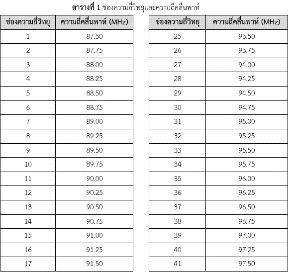 ตารางที่ 1 ช่องความถี่วิทยุและความถี่คลื่นพาห์
ช่องความถี่วิทยุ ความถี่คลื่นพาห์ (MHz) ช่องความถี่วิทยุ ความถี่คลื่นพาห์ (MHz)
1 87.50 25 93.50
2 87.75 26 93.75
3 88.00 27 94.00
4 88.25 28 94.25
5 88.50 29 94.50
6 88.75 30 94.75
7 89.00 31 95.00
8 89.25 32 95.25
9 89.50 33 95.50
10 89.75 34 95.75
11 90.00 35 96.00
12 90.25 36 96.25
13 90.50 37 96.50
14 90.75 38 96.75
15 91.00 39 97.00
16 91.25 40 97.25
17 91.50 41 97.50